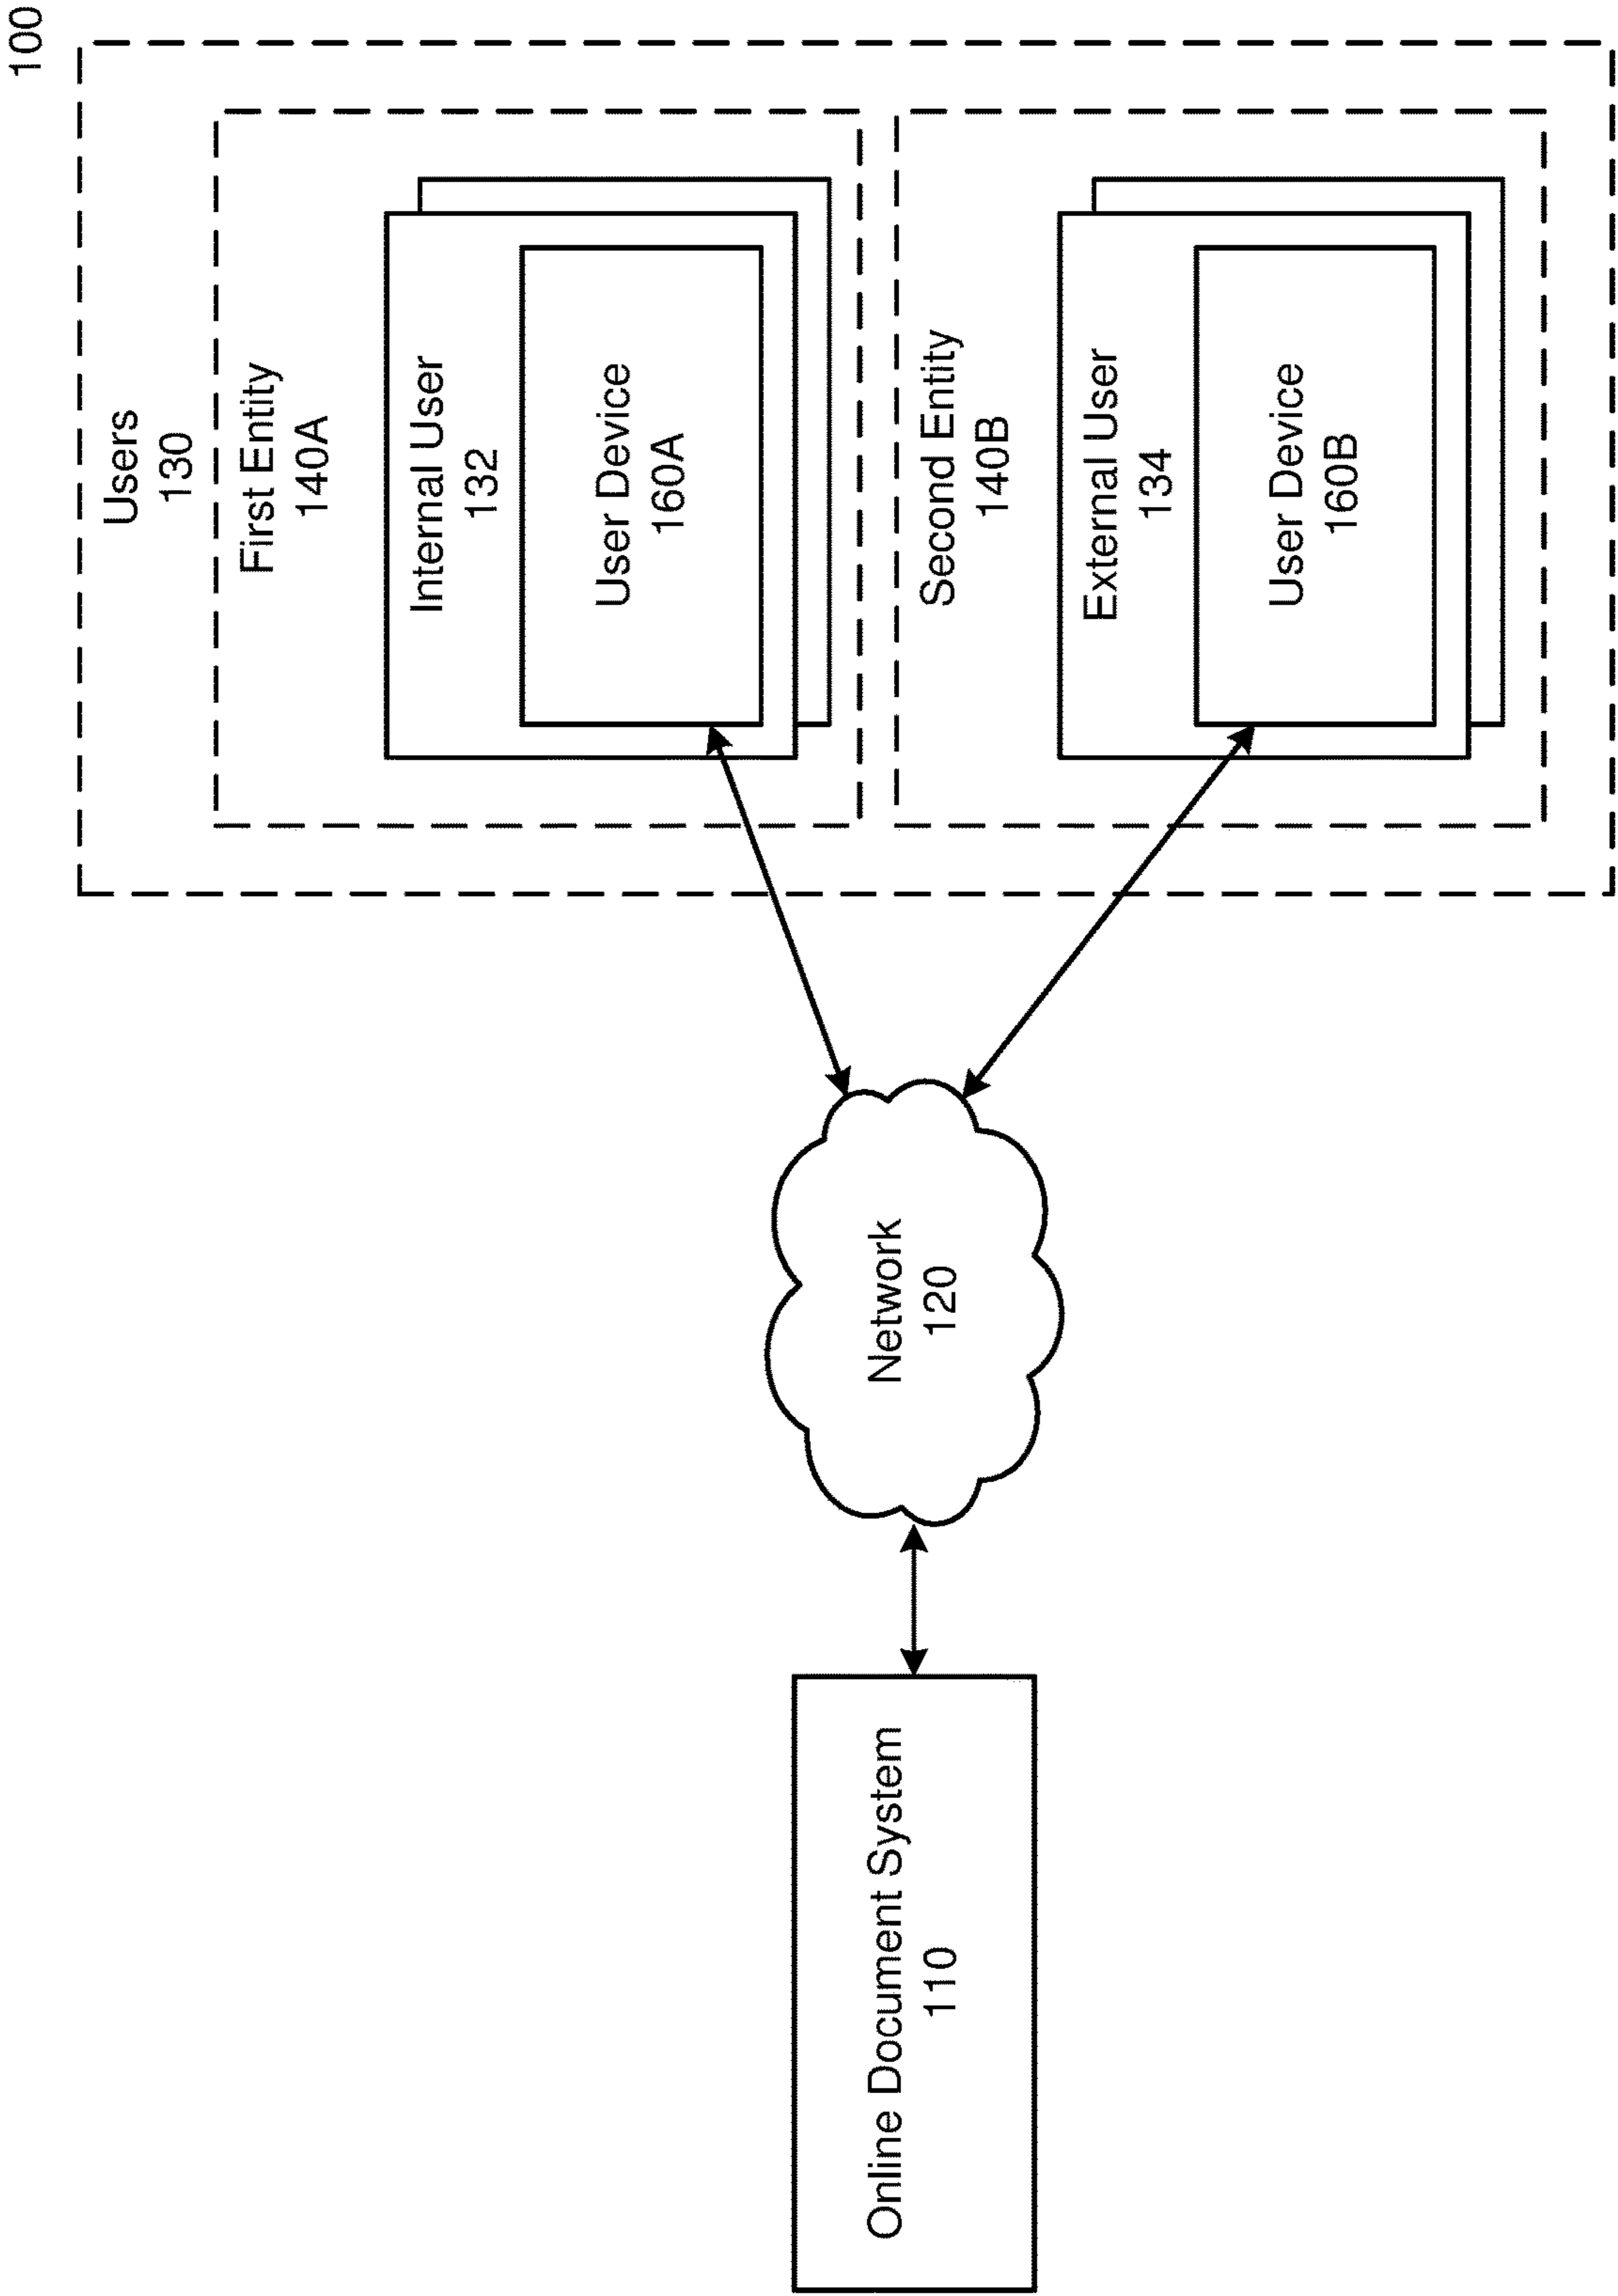 100
Users
130
First Entity
140A
Internal User
132
User Device
160A
Second Entity
140B
External User
134
User Device
160B
Network
120
Online Document System
110